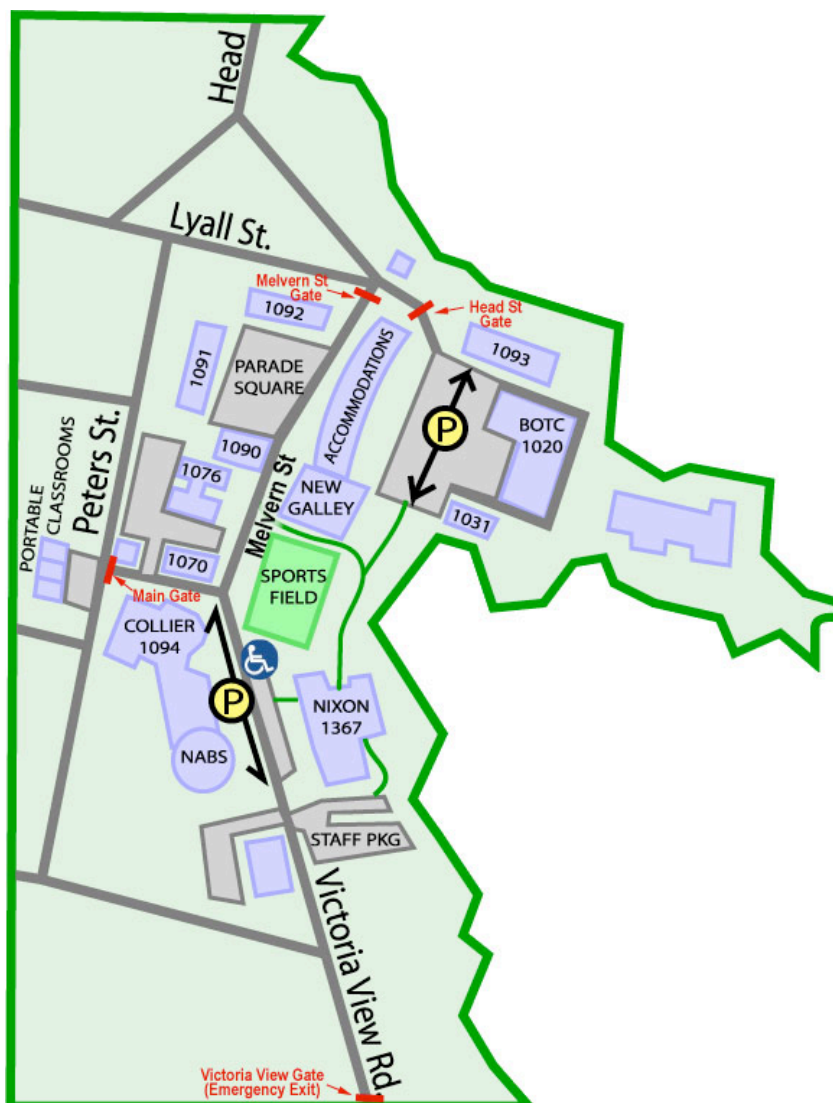 Head
Lyall St.
Melvern St
Gate
Head St
Gate
1092
1093
1091
PARADE
SQUARE
ACCOMMODATIONS
P
BOTC
1020
Peters St.
1090
1076
NEW
GALLEY
1031
PORTABLE
CLASSROOMS
Melvern St
1070
SPORTS
FIELD
Main Gate
COLLIER
1094
P
NIXON
1367
NABS
STAFF PKG
Victoria View Rd.
Victoria View Gate
(Emergency Exit)